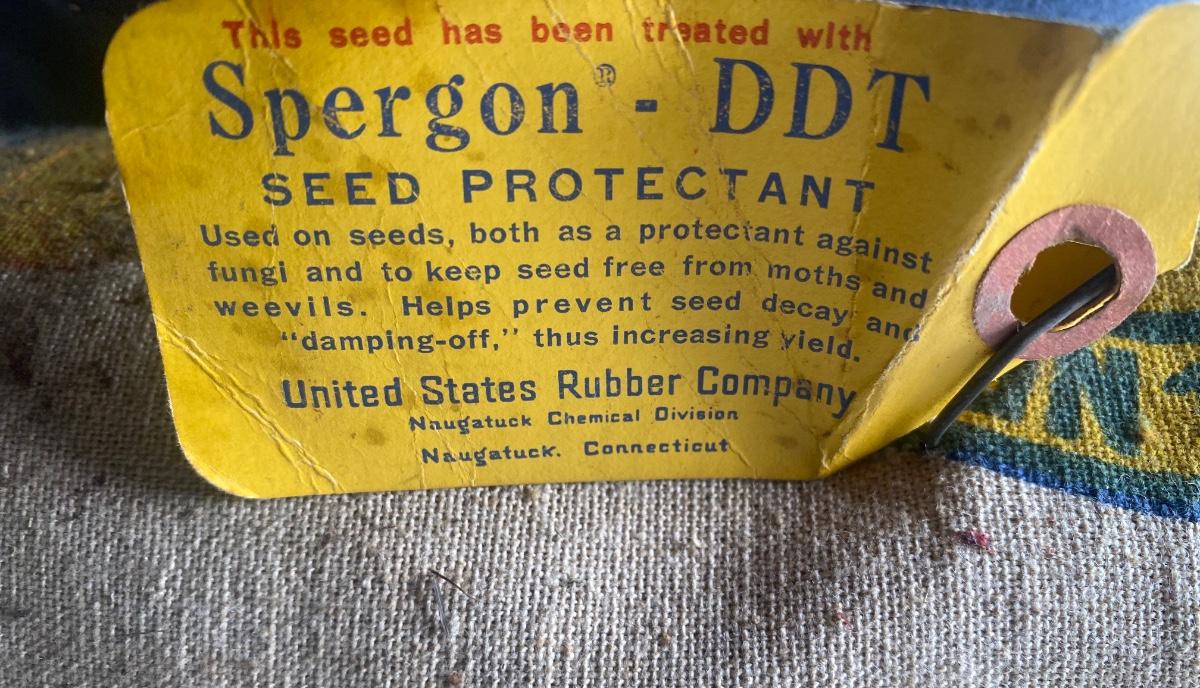 This seed has been treated with
Spergon® - DDT
SEED PROTECTANT
Used on seeds, both as a protectant against
fungi and to keep seed free from moths and
weevils. Helps prevent seed decay and
“damping-off,” thus increasing yield.
United States Rubber Company
Naugatuck Chemical Division
Naugatuck. Connecticut